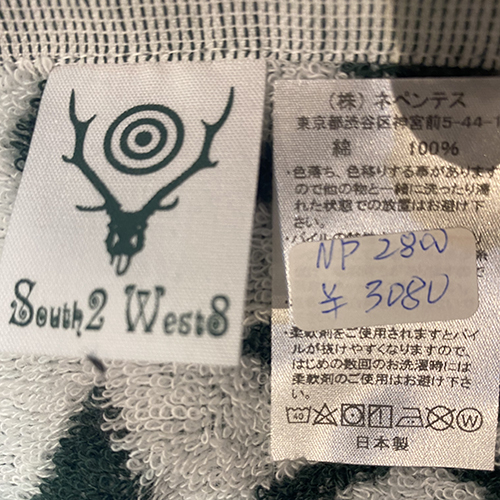 South2 West8
(株) ネペンテス
東京都渋谷区神宮前5-44-1
綿 100%
・色落ち、色移りする事があります
ので他の物と一緒に洗ったり濡
れた状態での放置はお避け下
さい。
NP 2800
¥ 3080
・柔軟剤をご使用されますとパイ
ルが抜けやすくなりますので、
はじめの数回のお洗濯時には
柔軟剤のご使用はお避け下さ
い。
40
日本製